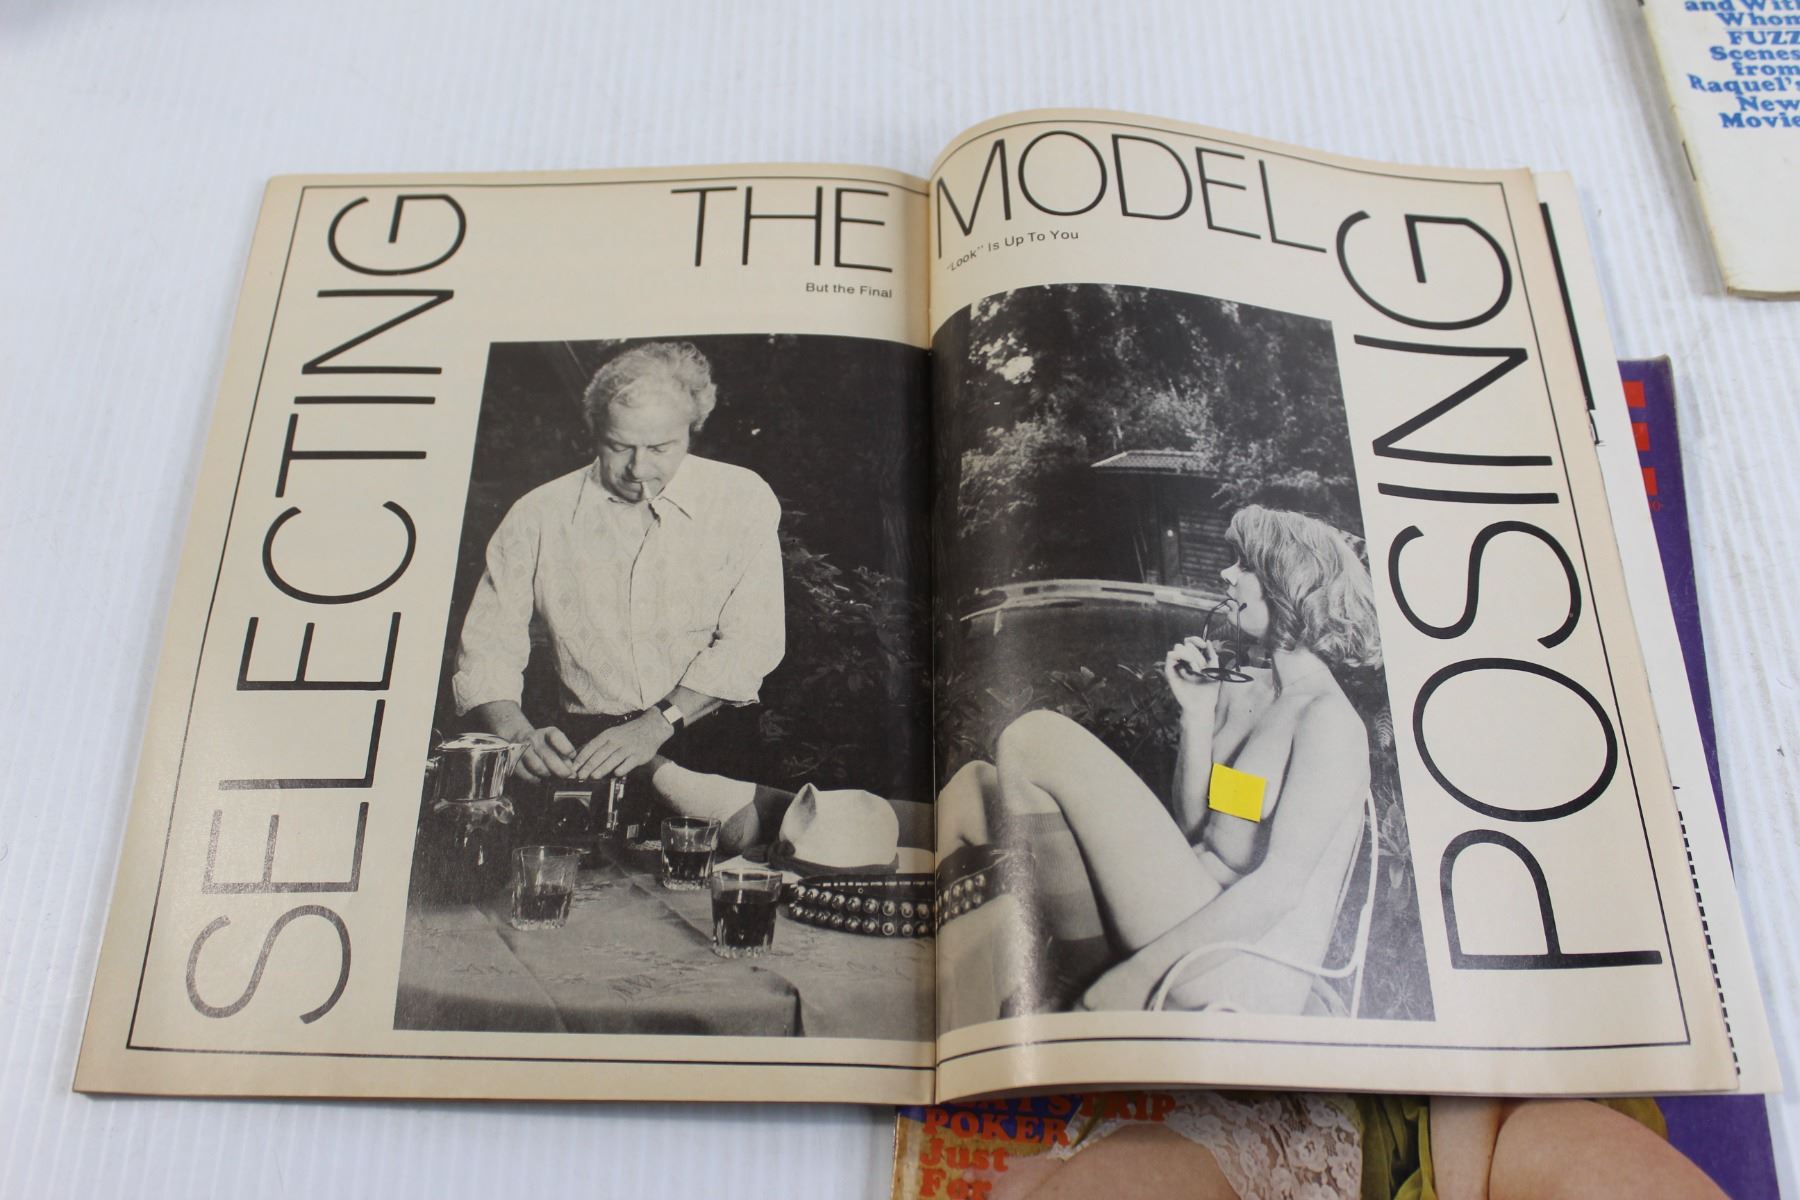 SELECTING
THE MODEL
But the Final
"Look" Is Up To You
POSING
and With
Whom
FUZZ
Scenes
from
Raquel's
New
Movie
STRIP
POKER
Just
For